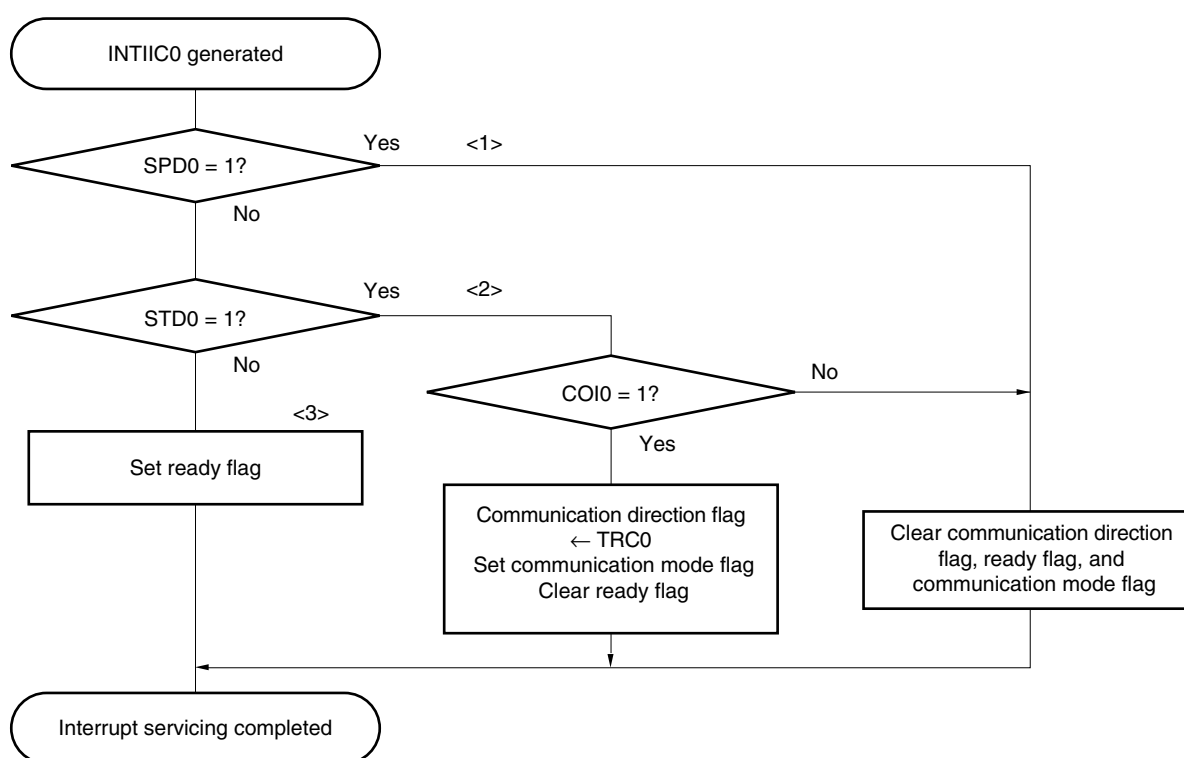 INTIIC0 generated
Yes
<1>
SPD0 = 1?
No
Yes
<2>
STD0 = 1?
No
No
COI0 = 1?
<3>
Yes
Set ready flag
Communication direction flag
← TRC0
Set communication mode flag
Clear ready flag
Clear communication direction
flag, ready flag, and
communication mode flag
Interrupt servicing completed